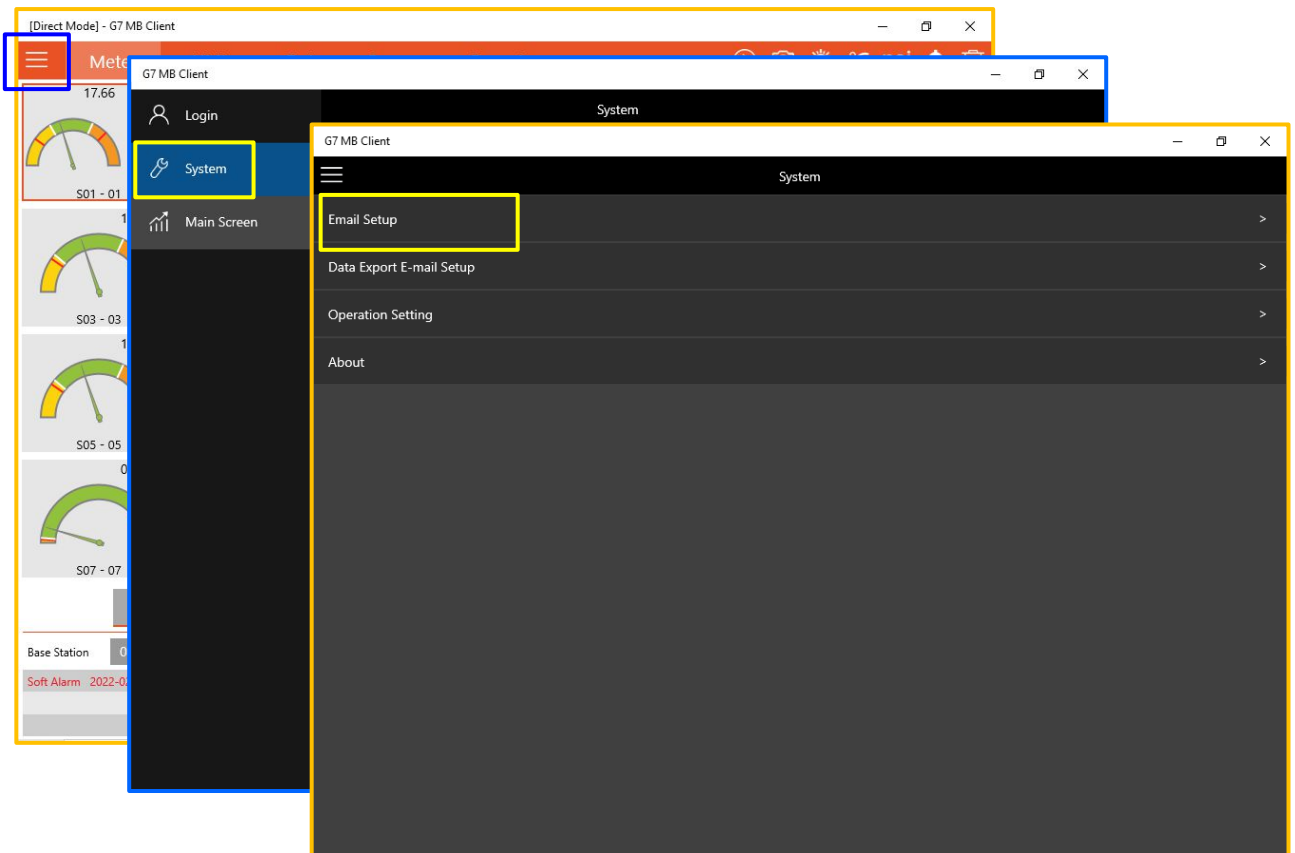 [Direct Mode] - G7 MB Client
17.66
S01 - 01
S03 - 03
S05 - 05
S07 - 07
Base Station
Soft Alarm 
G7 MB Client
Login
System
System
Main Screen
G7 MB Client
System
Email Setup >
Data Export E-mail Setup >
Operation Setting >
About >